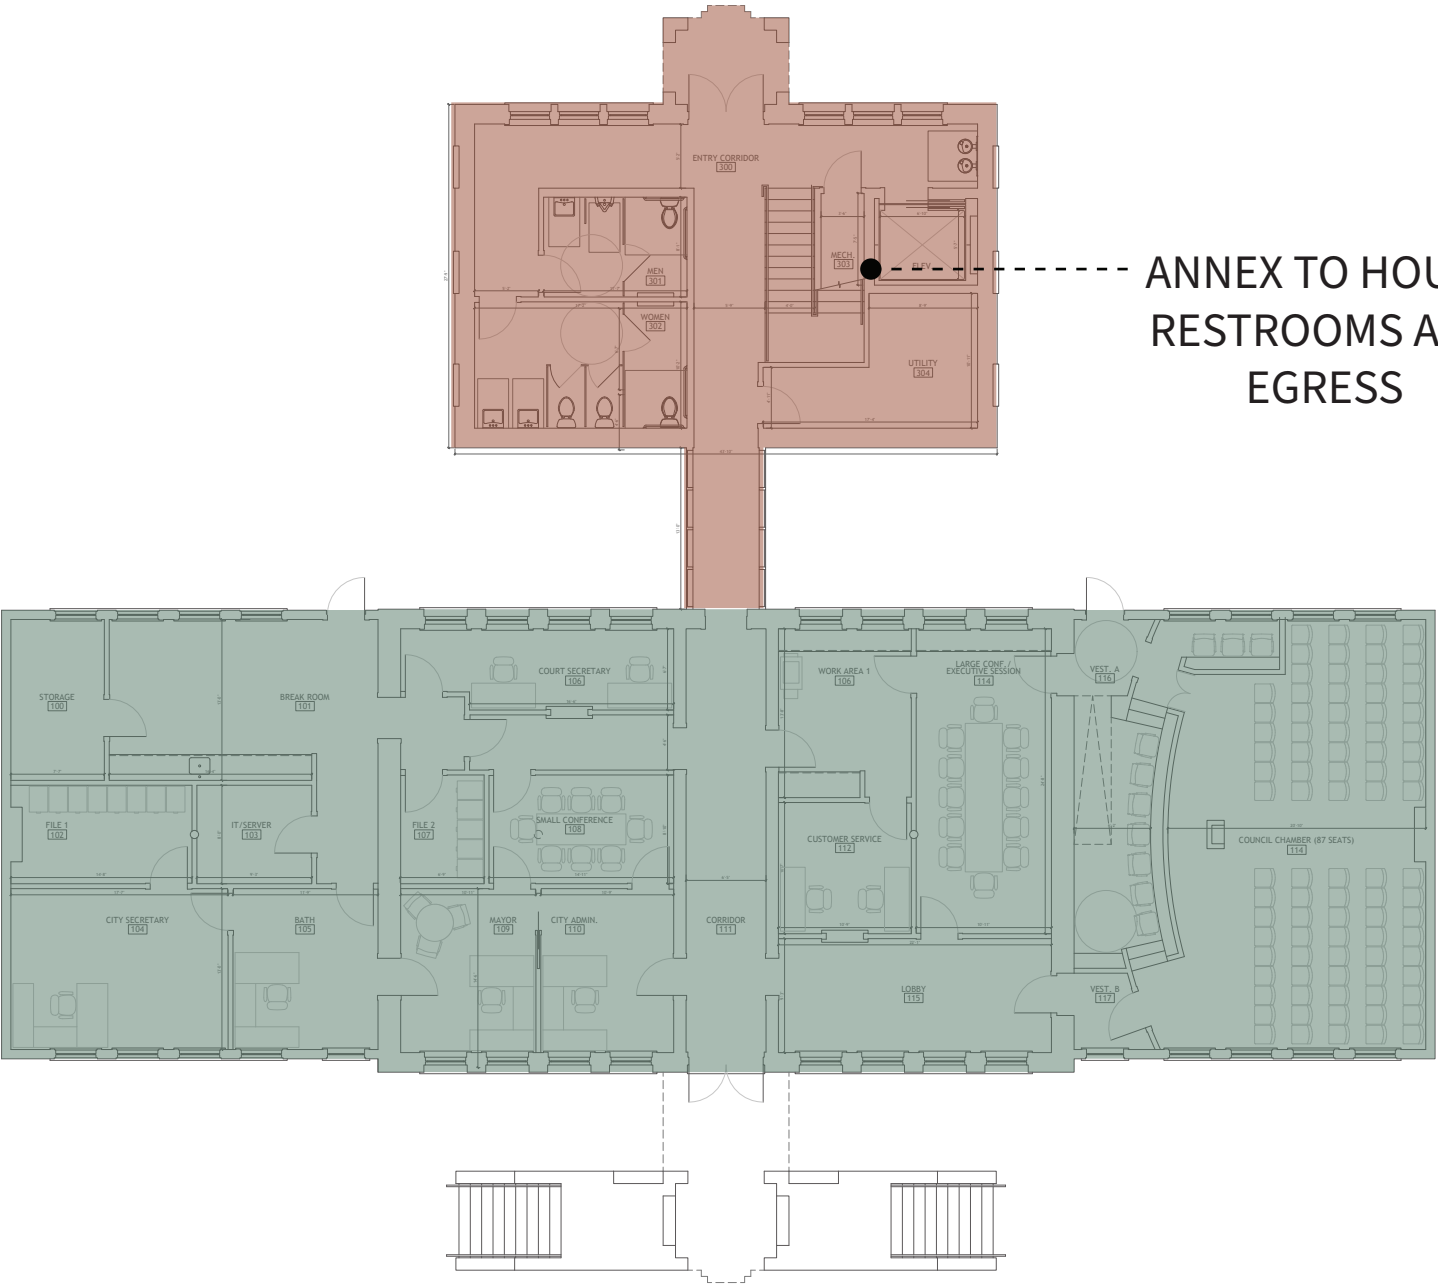 ENTRY CORRIDOR
300
MEN
301
WOMEN
302
MECH.
303
ELEV
UTILITY
304
ANNEX TO HOU
RESTROOMS A
EGRESS
STORAGE
100
BREAK ROOM
101
COURT SECRETARY
106
WORK AREA 1
106
LARGE CONF./
EXECUTIVE SESSION
114
VEST. A
116
FILE 1
102
IT/SERVER
103
FILE 2
107
SMALL CONFERENCE
108
CUSTOMER SERVICE
112
COUNCIL CHAMBER (87 SEATS)
114
CITY SECRETARY
104
BATH
105
MAYOR
109
CITY ADMIN.
110
CORRIDOR
111
LOBBY
115
VEST. B
117